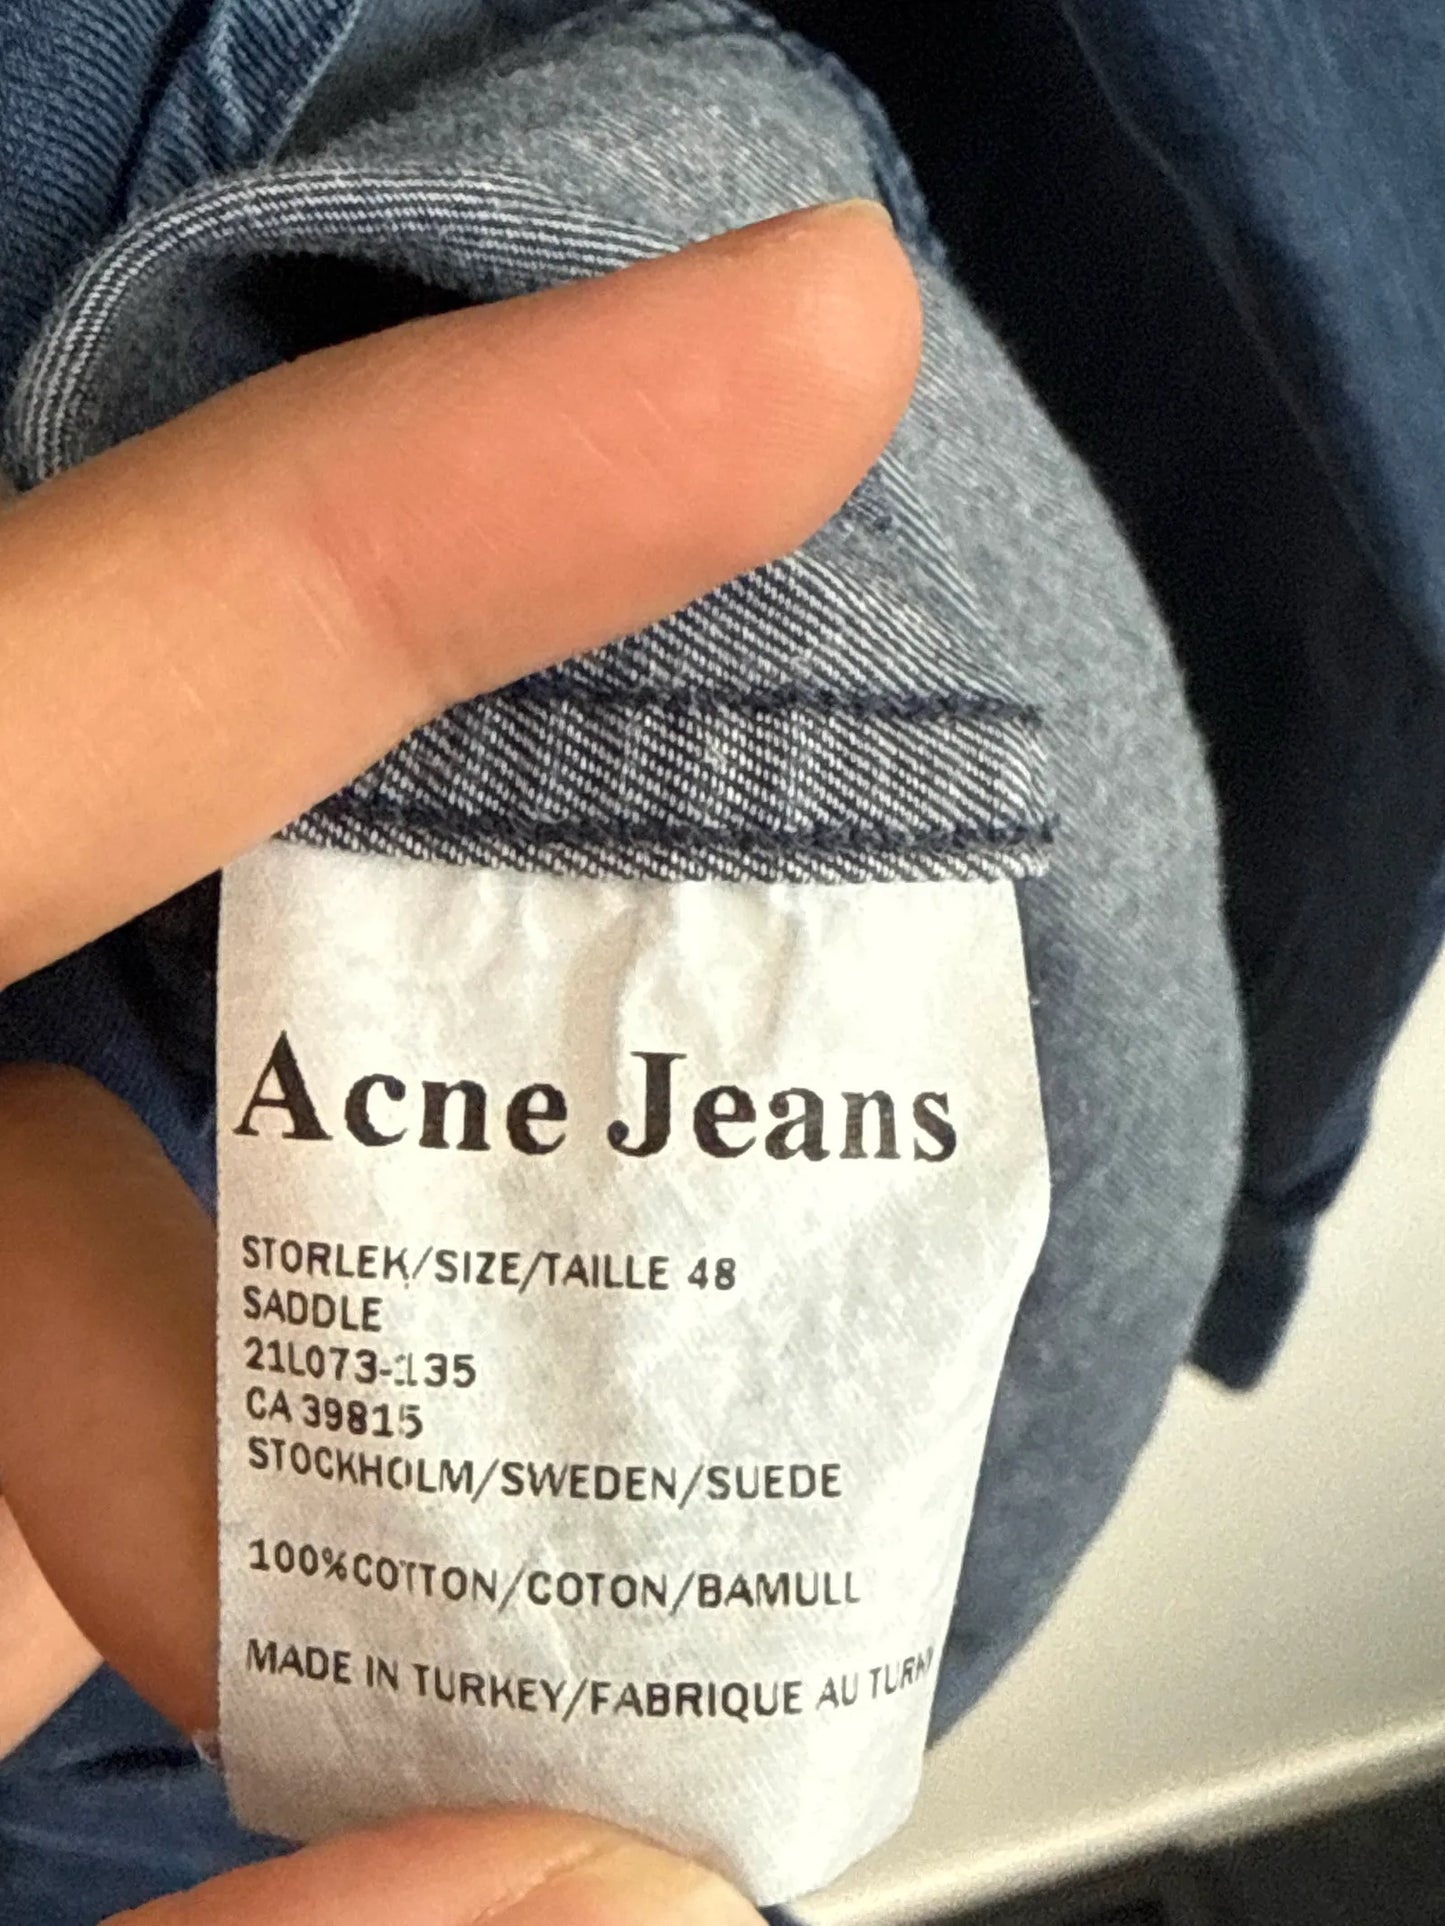 Acne Jeans
STORLEK/SIZE/TAILLE 48
SADDLE
21L073-135
CA 39815
STOCKHOLM/SWEDEN/SUEDE
100%COTTON/COTON/BAMULL
MADE IN TURKEY/FABRIQUE AU